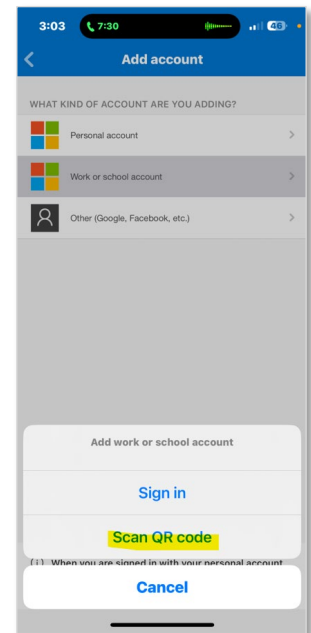 3:03
7:30
46
Add account
WHAT KIND OF ACCOUNT ARE YOU ADDING?
Personal account
Work or school account
Other (Google, Facebook, etc.)
Add work or school account
Sign in
Scan QR code
When you are signed in with your personal account
Cancel